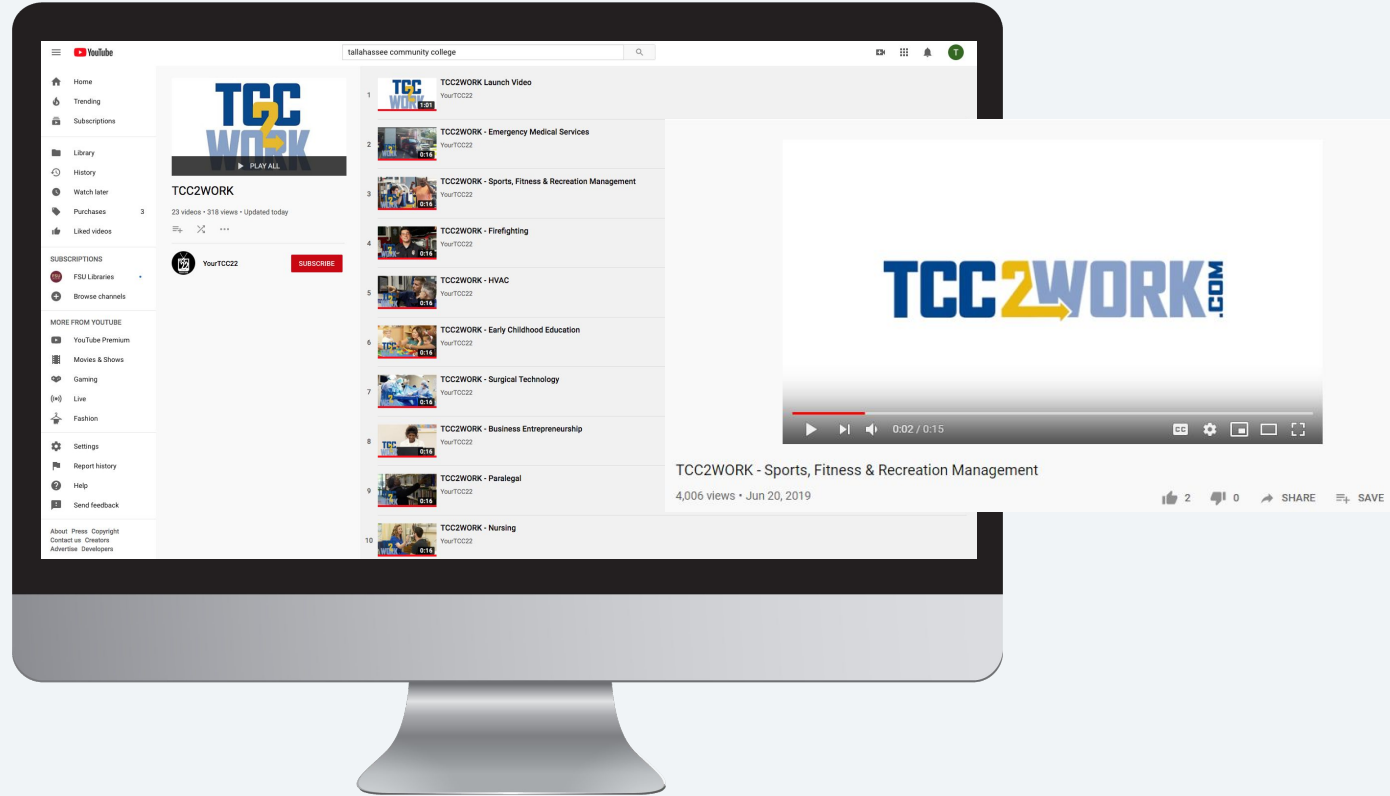 YouTube
tallahassee community college
T
Home
Trending
Subscriptions
Library
History
Watch later
Purchases 3
Liked videos
SUBSCRIPTIONS
FSU Libraries
Browse channels
MORE FROM YOUTUBE
YouTube Premium
Movies & Shows
Gaming
Live
Fashion
Settings
Report history
Help
Send feedback
About Press Copyright
Contact us Creators
Advertise Developers
TCC
2
WORK
PLAY ALL
TCC2WORK
23 videos • 318 views • Updated today
22
YourTCC22
SUBSCRIBE
1
TCC
WORK
1:01
TCC2WORK Launch Video
YourTCC22
2
0:16
TCC2WORK - Emergency Medical Services
YourTCC22
3
0:16
TCC2WORK - Sports, Fitness & Recreation Management
YourTCC22
4
0:16
TCC2WORK - Firefighting
YourTCC22
5
0:16
TCC2WORK - HVAC
YourTCC22
6
0:16
TCC2WORK - Early Childhood Education
YourTCC22
7
0:16
TCC2WORK - Surgical Technology
YourTCC22
8
0:16
TCC2WORK - Business Entrepreneurship
YourTCC22
9
0:16
TCC2WORK - Paralegal
YourTCC22
10
0:16
TCC2WORK - Nursing
YourTCC22
TCC2WORK.COM
0:02 / 0:15
CC
TCC2WORK - Sports, Fitness & Recreation Management
4,006 views • Jun 20, 2019
2 0 SHARE SAVE